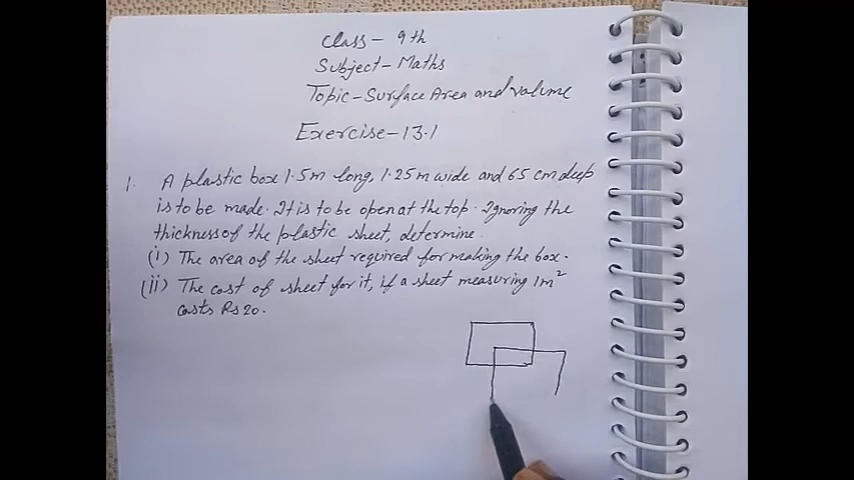 Class - 9th
Subject - Maths
Topic - Surface Area and volume
Exercise - 13.1
1. A plastic box 1.5m long, 1.25m wide and 65 cm deep
is to be made. It is to be open at the top. Ignoring the
thickness of the plastic sheet, determine.
(i) The area of the sheet required for making the box.
(ii) The cost of sheet for it, if a sheet measuring 1m²
costs Rs 20.